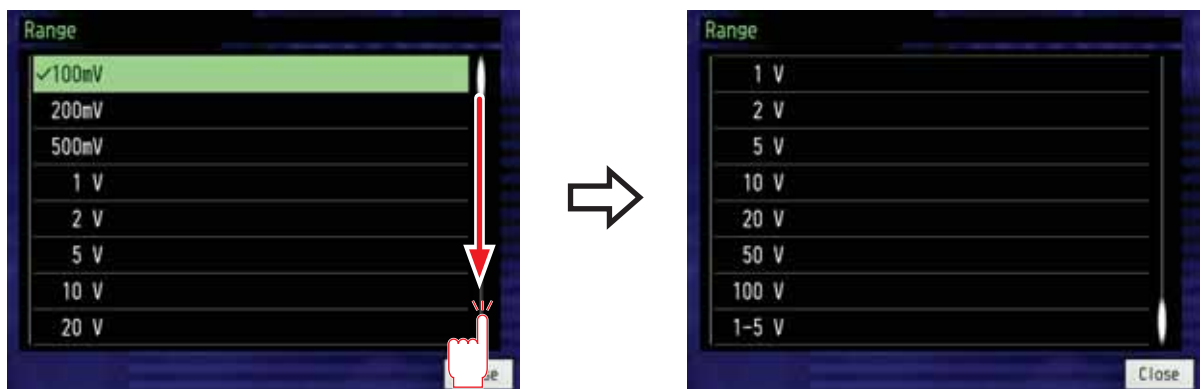 Range
✓100mV
200mV
500mV
1 V
2 V
5 V
10 V
20 V
Range
1 V
2 V
5 V
10 V
20 V
50 V
100 V
1-5 V
Close